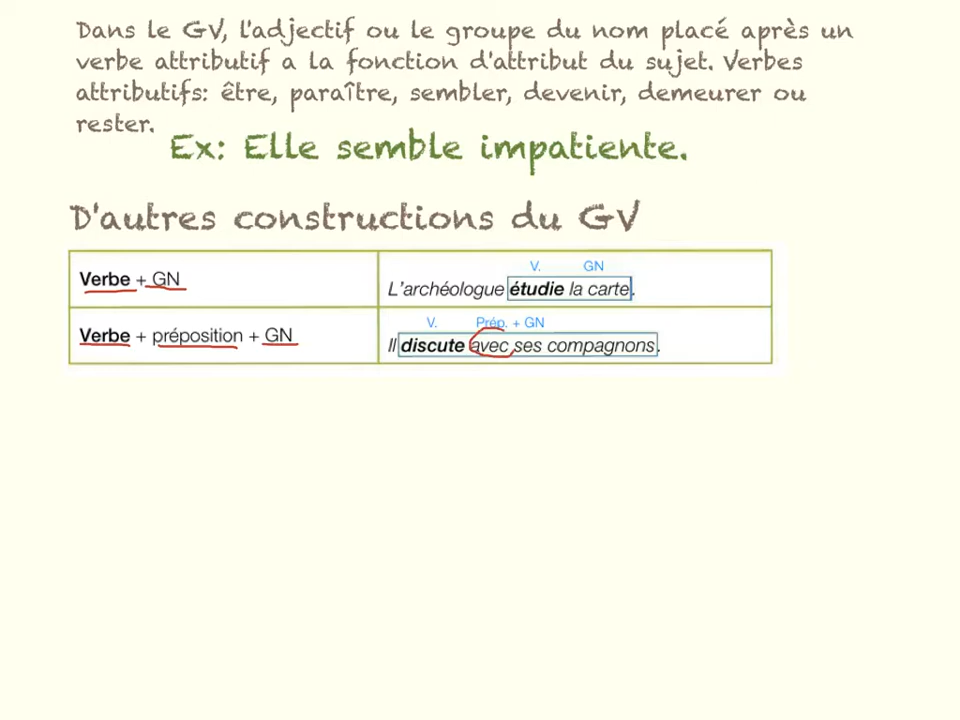 Dans le GV, l'adjectif ou le groupe du nom placé après un
verbe attributif a la fonction d'attribut du sujet. Verbes
attributifs: être, paraître, sembler, devenir, demeurer ou
rester.
Ex: Elle semble impatiente.
D'autres constructions du GV
Verbe + GN
V. GN
L'archéologue étudie la carte.
Verbe + préposition + GN
V. Prép. + GN
Il discute avec ses compagnons.